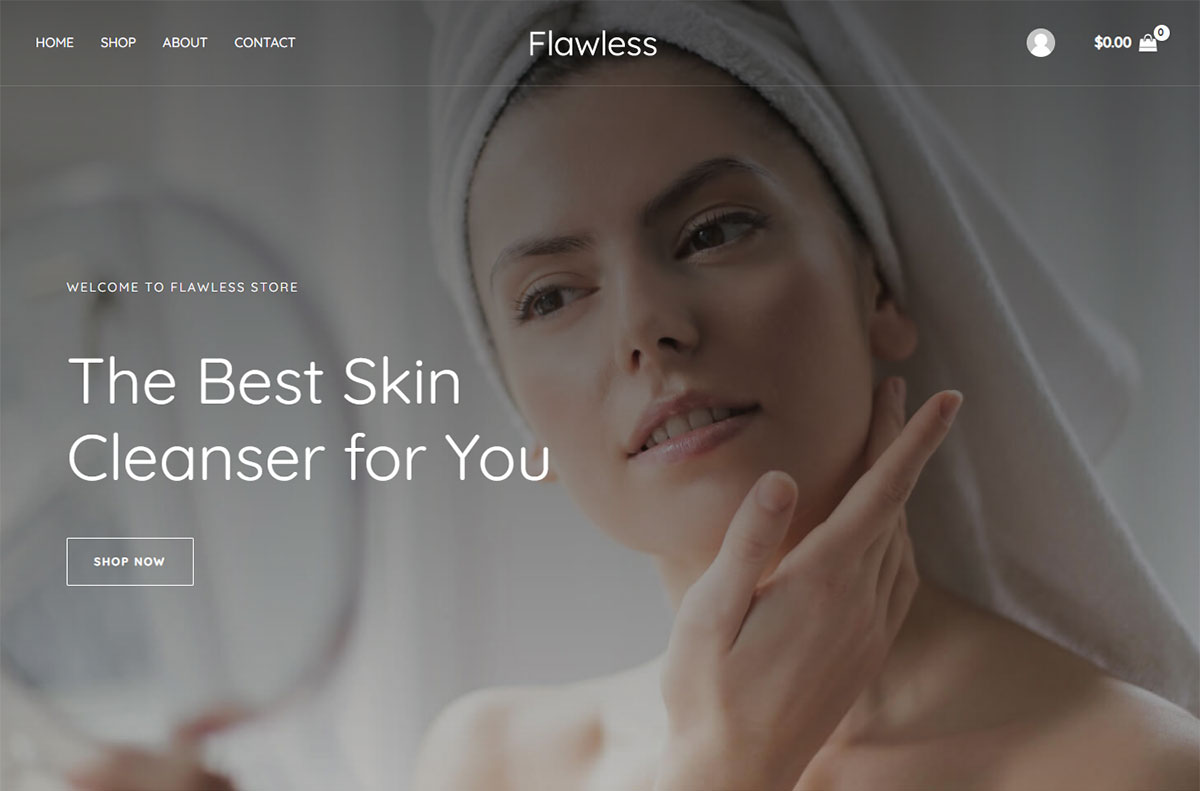 HOME SHOP ABOUT CONTACT Flawless $0.00 0
WELCOME TO FLAWLESS STORE
The Best Skin
Cleanser for You
SHOP NOW